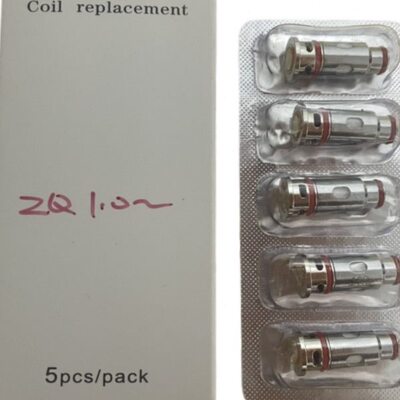 Coil replacement
ZQ 1.0Ω
5pcs/pack